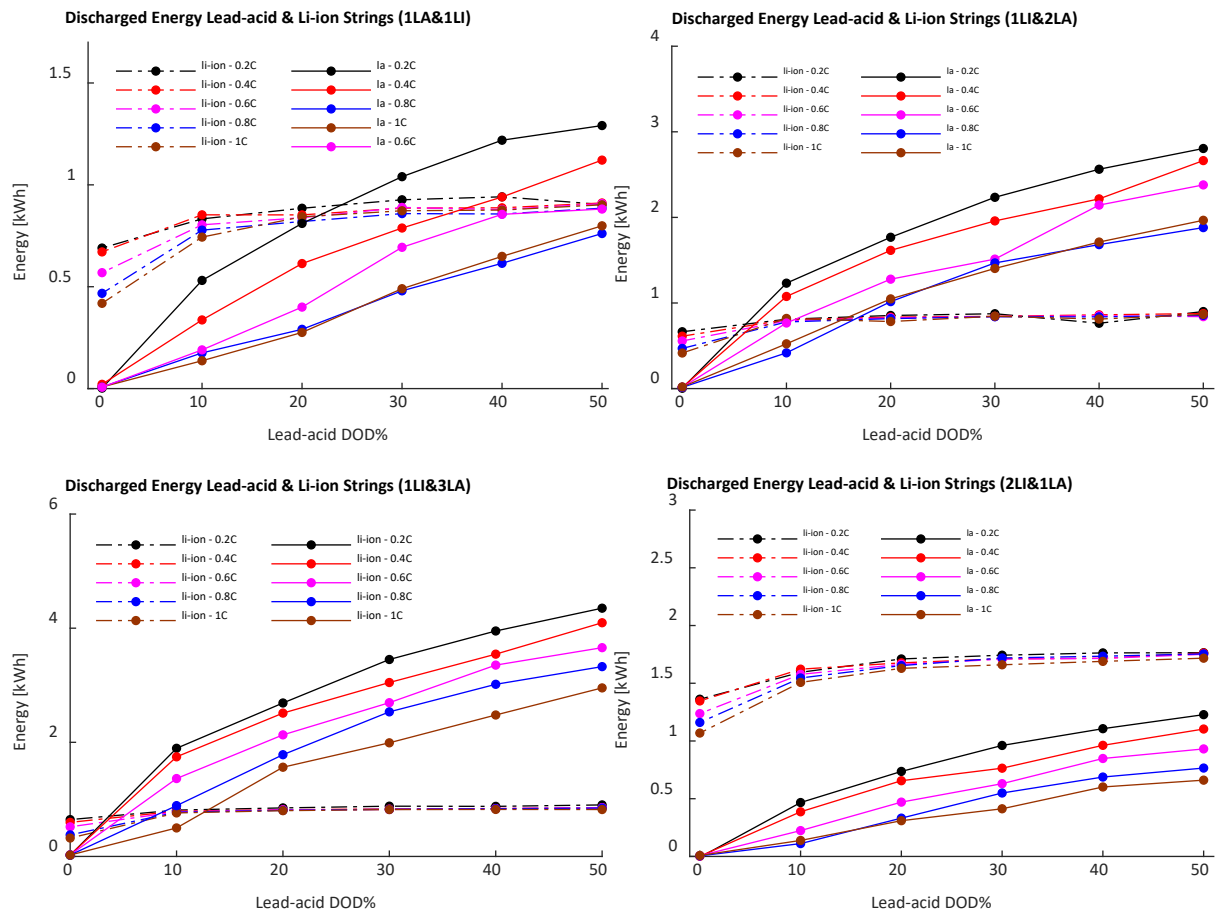 Discharged Energy Lead-acid & Li-ion Strings (1LA&1LI)
1.5
1
0.5
0
Energy [kWh]
li-ion - 0.2C
li-ion - 0.4C
li-ion - 0.6C
li-ion - 0.8C
li-ion - 1C
la - 0.2C
la - 0.4C
la - 0.8C
la - 1C
la - 0.6C
0 10 20 30 40 50
Lead-acid DOD%
Discharged Energy Lead-acid & Li-ion Strings (1LI&2LA)
4
3
2
1
0
Energy [kWh]
li-ion - 0.2C
li-ion - 0.4C
li-ion - 0.6C
li-ion - 0.8C
li-ion - 1C
la - 0.2C
la - 0.4C
la - 0.6C
la - 0.8C
la - 1C
0 10 20 30 40 50
Lead-acid DOD%
Discharged Energy Lead-acid & Li-ion Strings (1LI&3LA)
6
4
2
0
Energy [kWh]
li-ion - 0.2C
li-ion - 0.4C
li-ion - 0.6C
li-ion - 0.8C
li-ion - 1C
li-ion - 0.2C
li-ion - 0.4C
li-ion - 0.6C
li-ion - 0.8C
li-ion - 1C
0 10 20 30 40 50
Lead-acid DOD%
Discharged Energy Lead-acid & Li-ion Strings (2LI&1LA)
3
2.5
2
1.5
1
0.5
0
Energy [kWh]
li-ion - 0.2C
li-ion - 0.4C
li-ion - 0.6C
li-ion - 0.8C
li-ion - 1C
la - 0.2C
la - 0.4C
la - 0.6C
la - 0.8C
la - 1C
0 10 20 30 40 50
Lead-acid DOD%